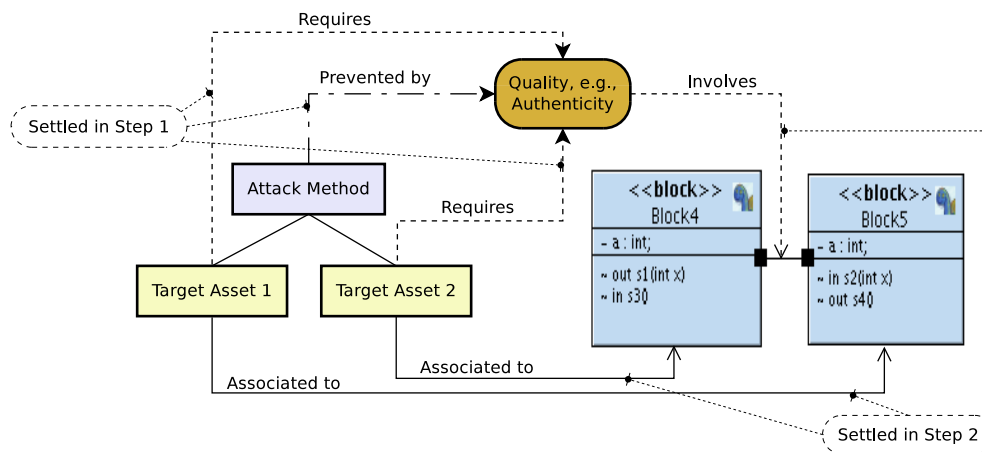 Requires
Prevented by
Quality, e.g.,
Authenticity
Involves
Settled in Step 1
Attack Method
Requires
<<block>>
Block4
- a : int;
~ out s1(int x)
~ in s3()
<<block>>
Block5
- a : int;
~ in s2(int x)
~ out s4()
Target Asset 1
Target Asset 2
Associated to
Associated to
Settled in Step 2